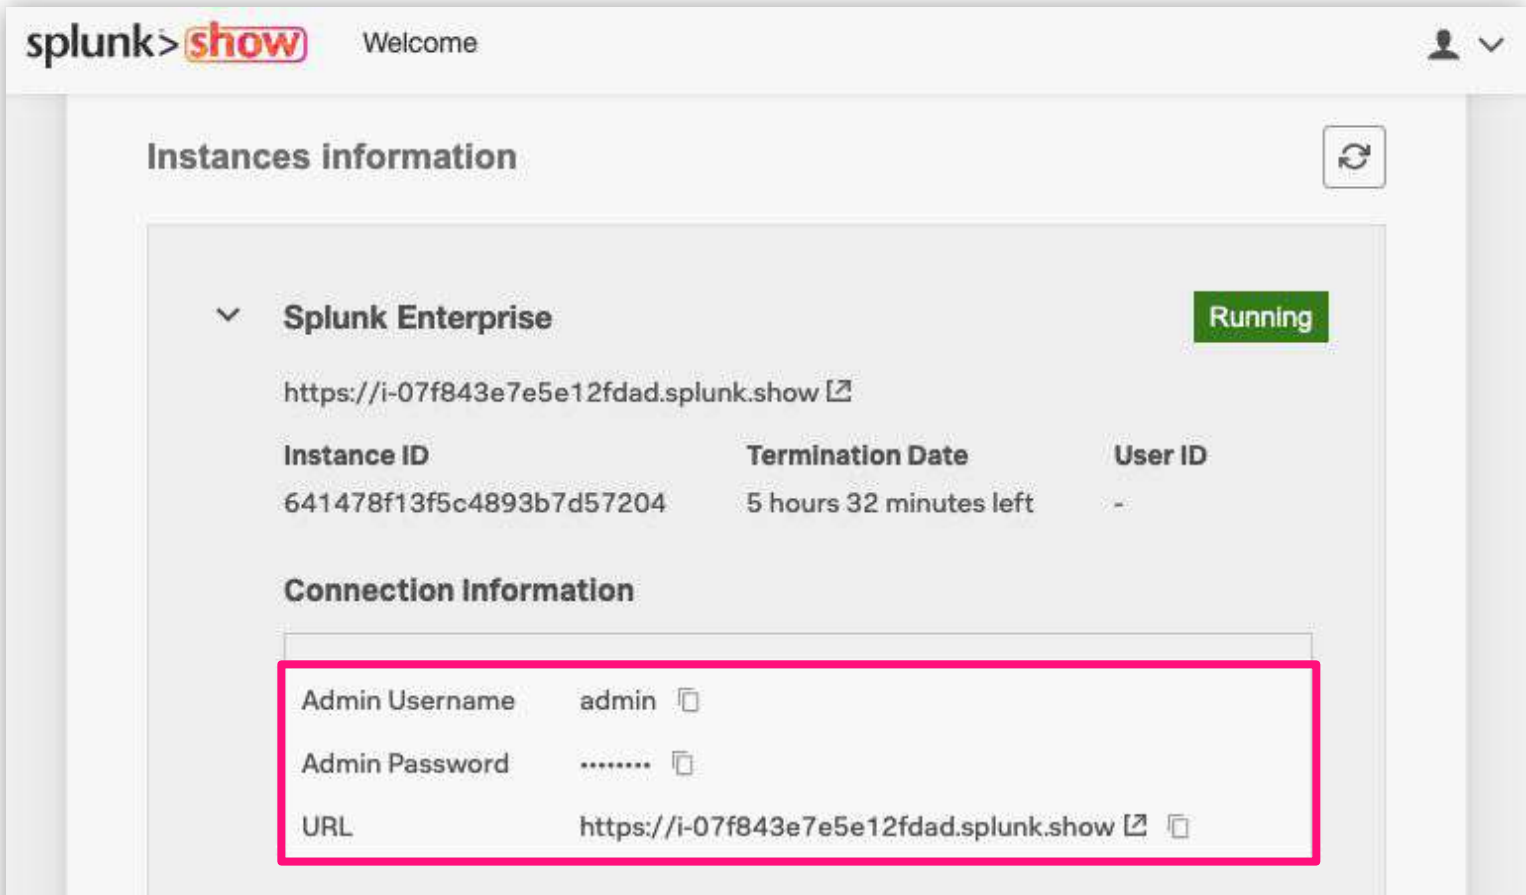 splunk>show Welcome
Instances information
Splunk Enterprise Running
https://i-07f843e7e5e12fdad.splunk.show
Instance ID Termination Date User ID
641478f13f5c4893b7d57204 5 hours 32 minutes left -
Connection Information
Admin Username admin
Admin Password ••••••••
URL https://i-07f843e7e5e12fdad.splunk.show